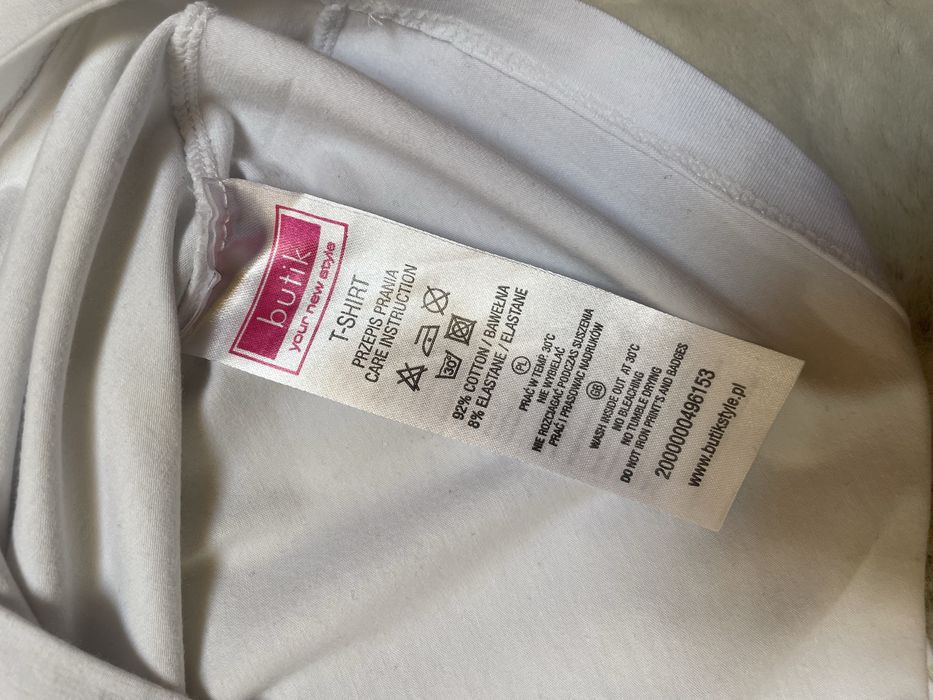 butik
your new style
T-SHIRT
PRZEPIS PRANIA
CARE INSTRUCTION
30°
92% COTTON / BAWEŁNA
8% ELASTANE / ELASTANE
PL
PRAĆ W TEMP. 30°C
NIE WYBIELAĆ
NIE ROZCIĄGAĆ PODCZAS SUSZENIA
PRAĆ I PRASOWAĆ NADRUKÓW
GB
WASH INSIDE OUT AT 30°C
NO BLEACHING
NO TUMBLE DRYING
DO NOT IRON PRINT'S AND BADGES
2000000496153
www.butikstyle.pl